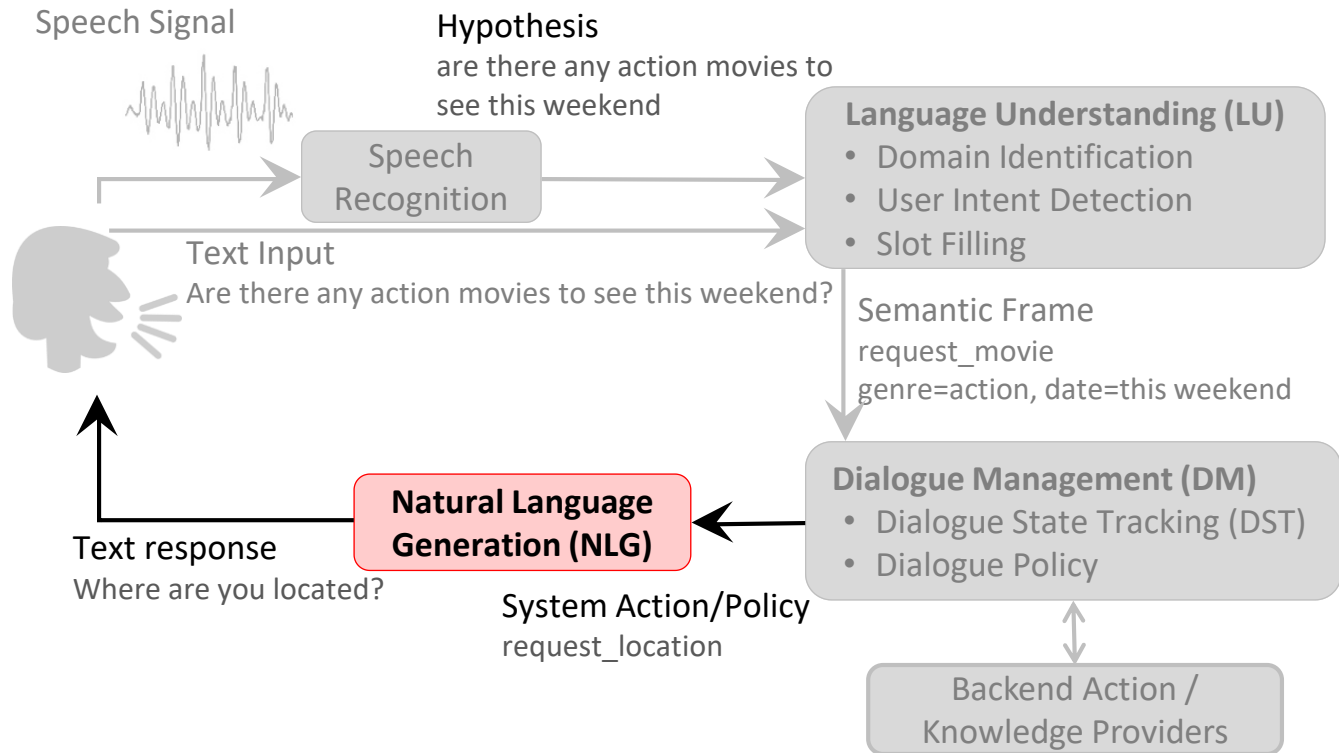 Speech Signal
Hypothesis
are there any action movies to
see this weekend
Speech
Recognition
Language Understanding (LU)
• Domain Identification
• User Intent Detection
• Slot Filling
Text Input
Are there any action movies to see this weekend?
Semantic Frame
request_movie
genre=action, date=this weekend
Dialogue Management (DM)
• Dialogue State Tracking (DST)
• Dialogue Policy
Natural Language
Generation (NLG)
Text response
Where are you located?
System Action/Policy
request_location
Backend Action /
Knowledge Providers